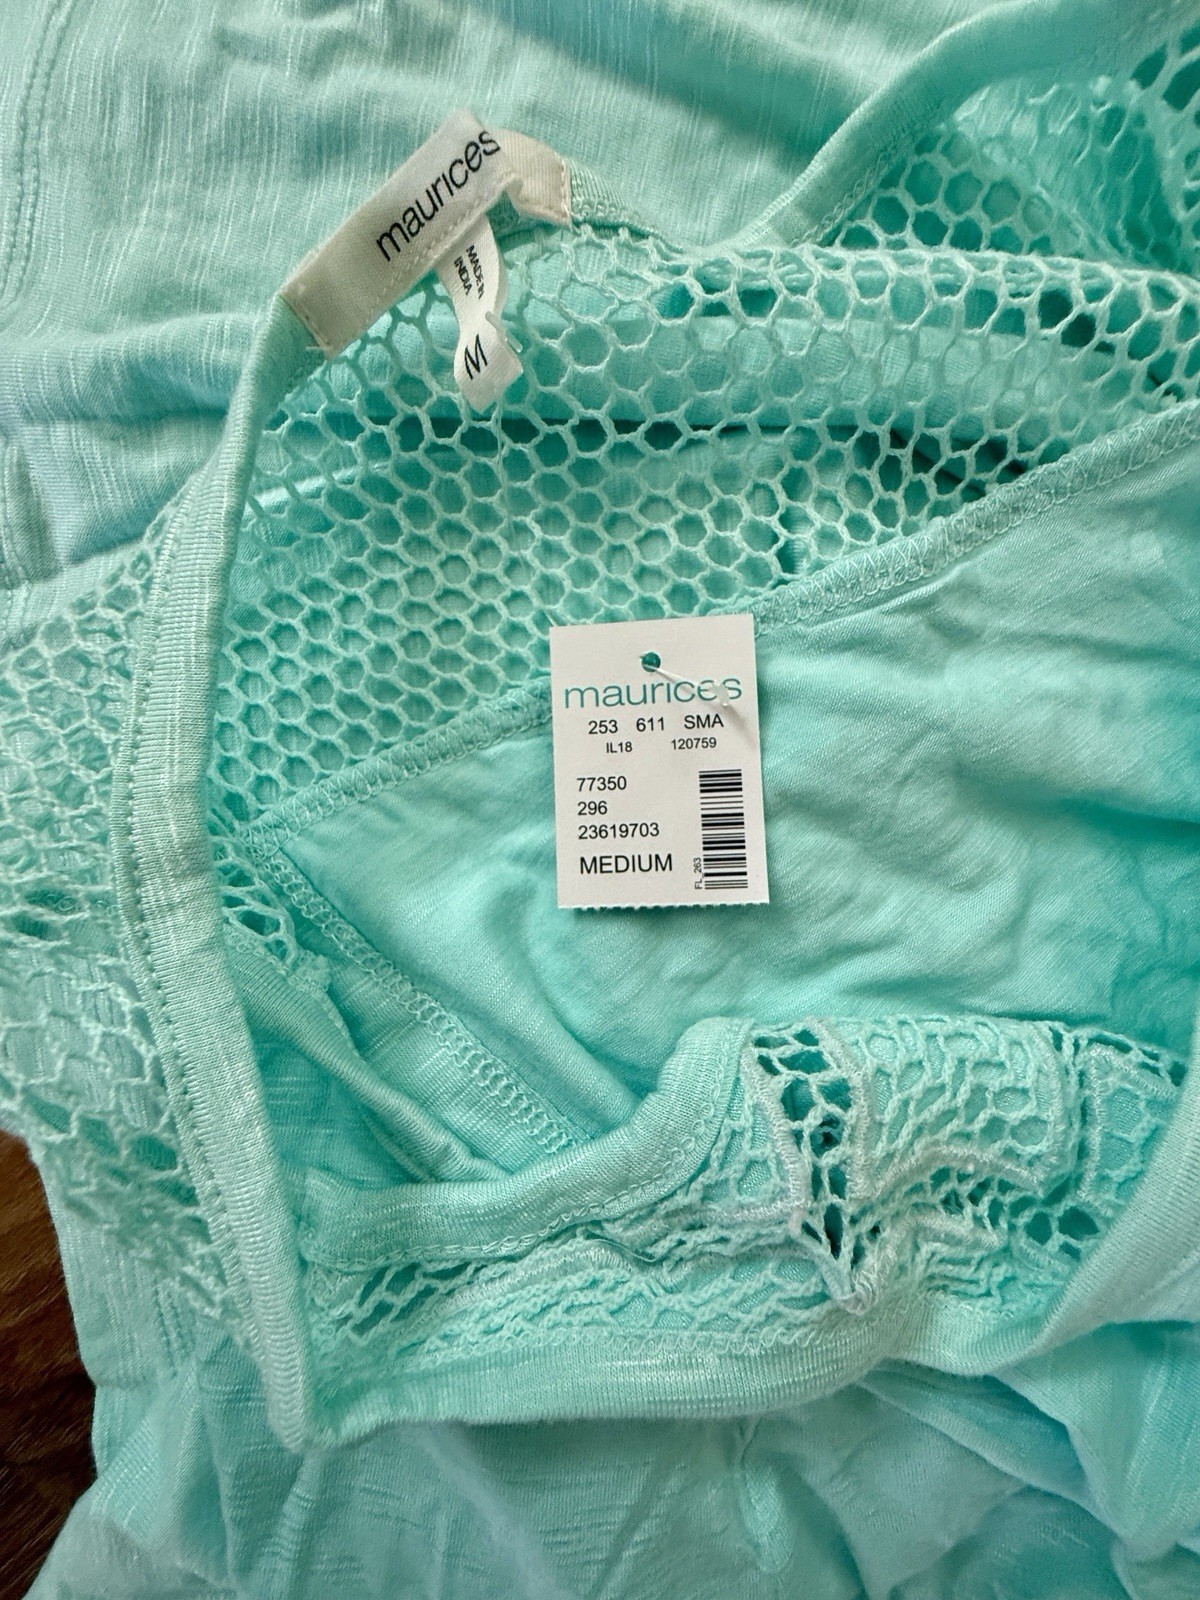 maurices
MADE IN
INDIA
M
maurices
253 611 SMA
IL18 120759
77350
296
23619703
MEDIUM
FL_263